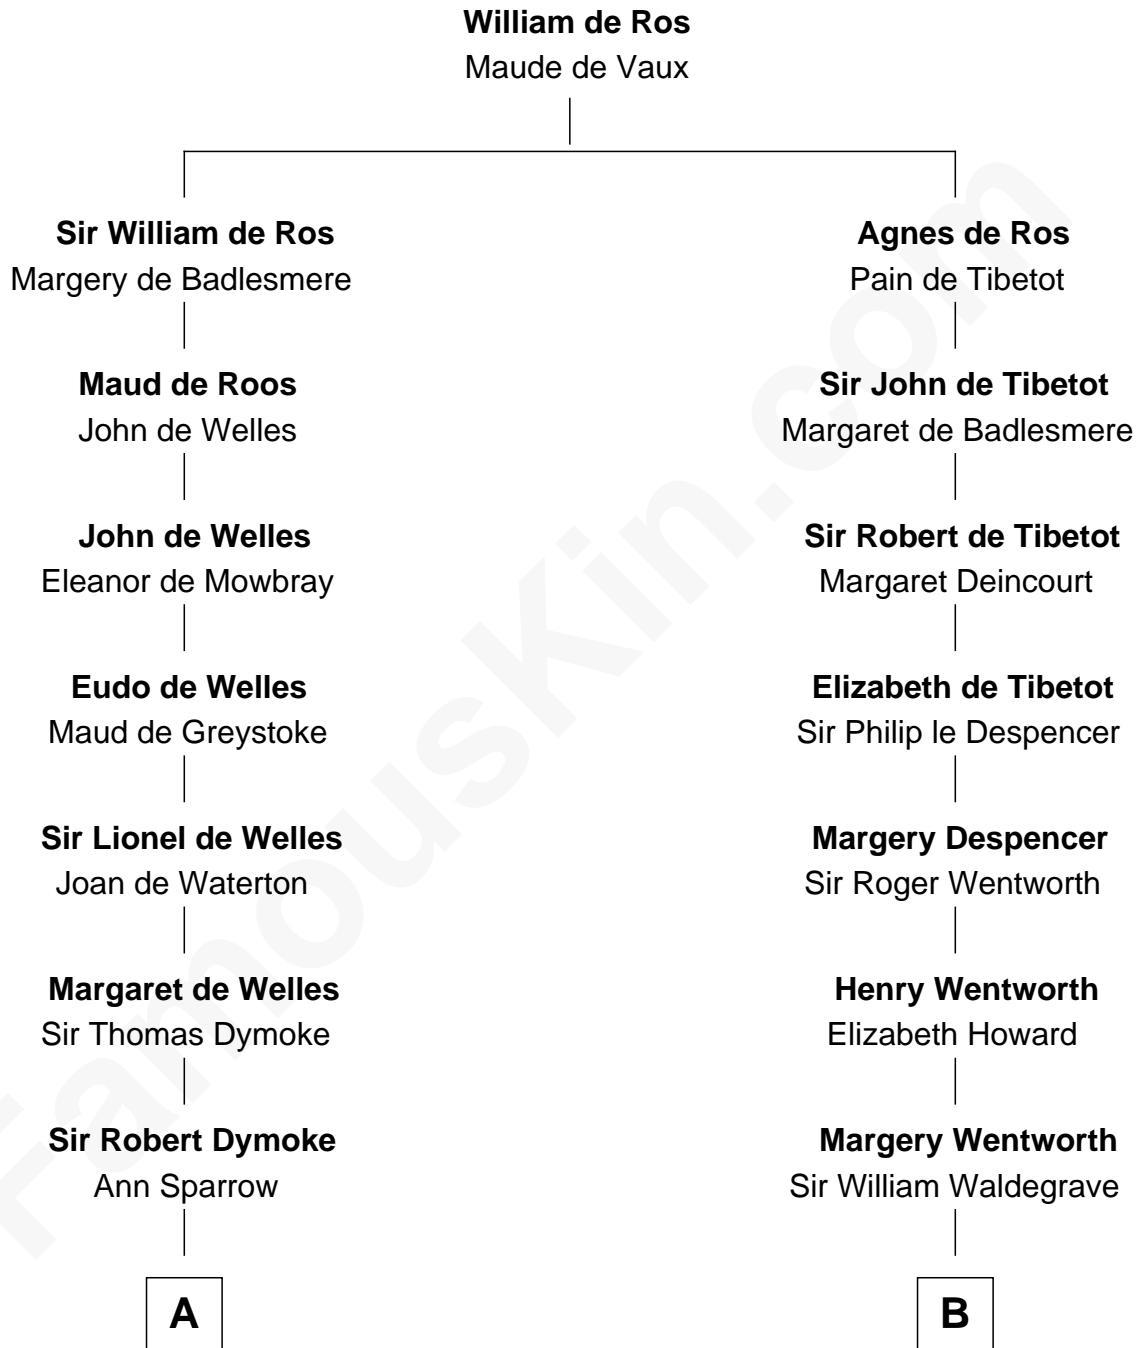 William de Ros
Maude de Vaux
Sir William de Ros
Margery de Badlesmere
Agnes de Ros
Pain de Tibetot
Maud de Roos
John de Welles
Sir John de Tibetot
Margaret de Badlesmere
John de Welles
Eleanor de Mowbray
Sir Robert de Tibetot
Margaret Deincourt
Eudo de Welles
Maud de Greystoke
Elizabeth de Tibetot
Sir Philip le Despencer
Sir Lionel de Welles
Joan de Waterton
Margery Despencer
Sir Roger Wentworth
Margaret de Welles
Sir Thomas Dymoke
Henry Wentworth
Elizabeth Howard
Sir Robert Dymoke
Ann Sparrow
Margery Wentworth
Sir William Waldegrave
A
B
FamousKin.com